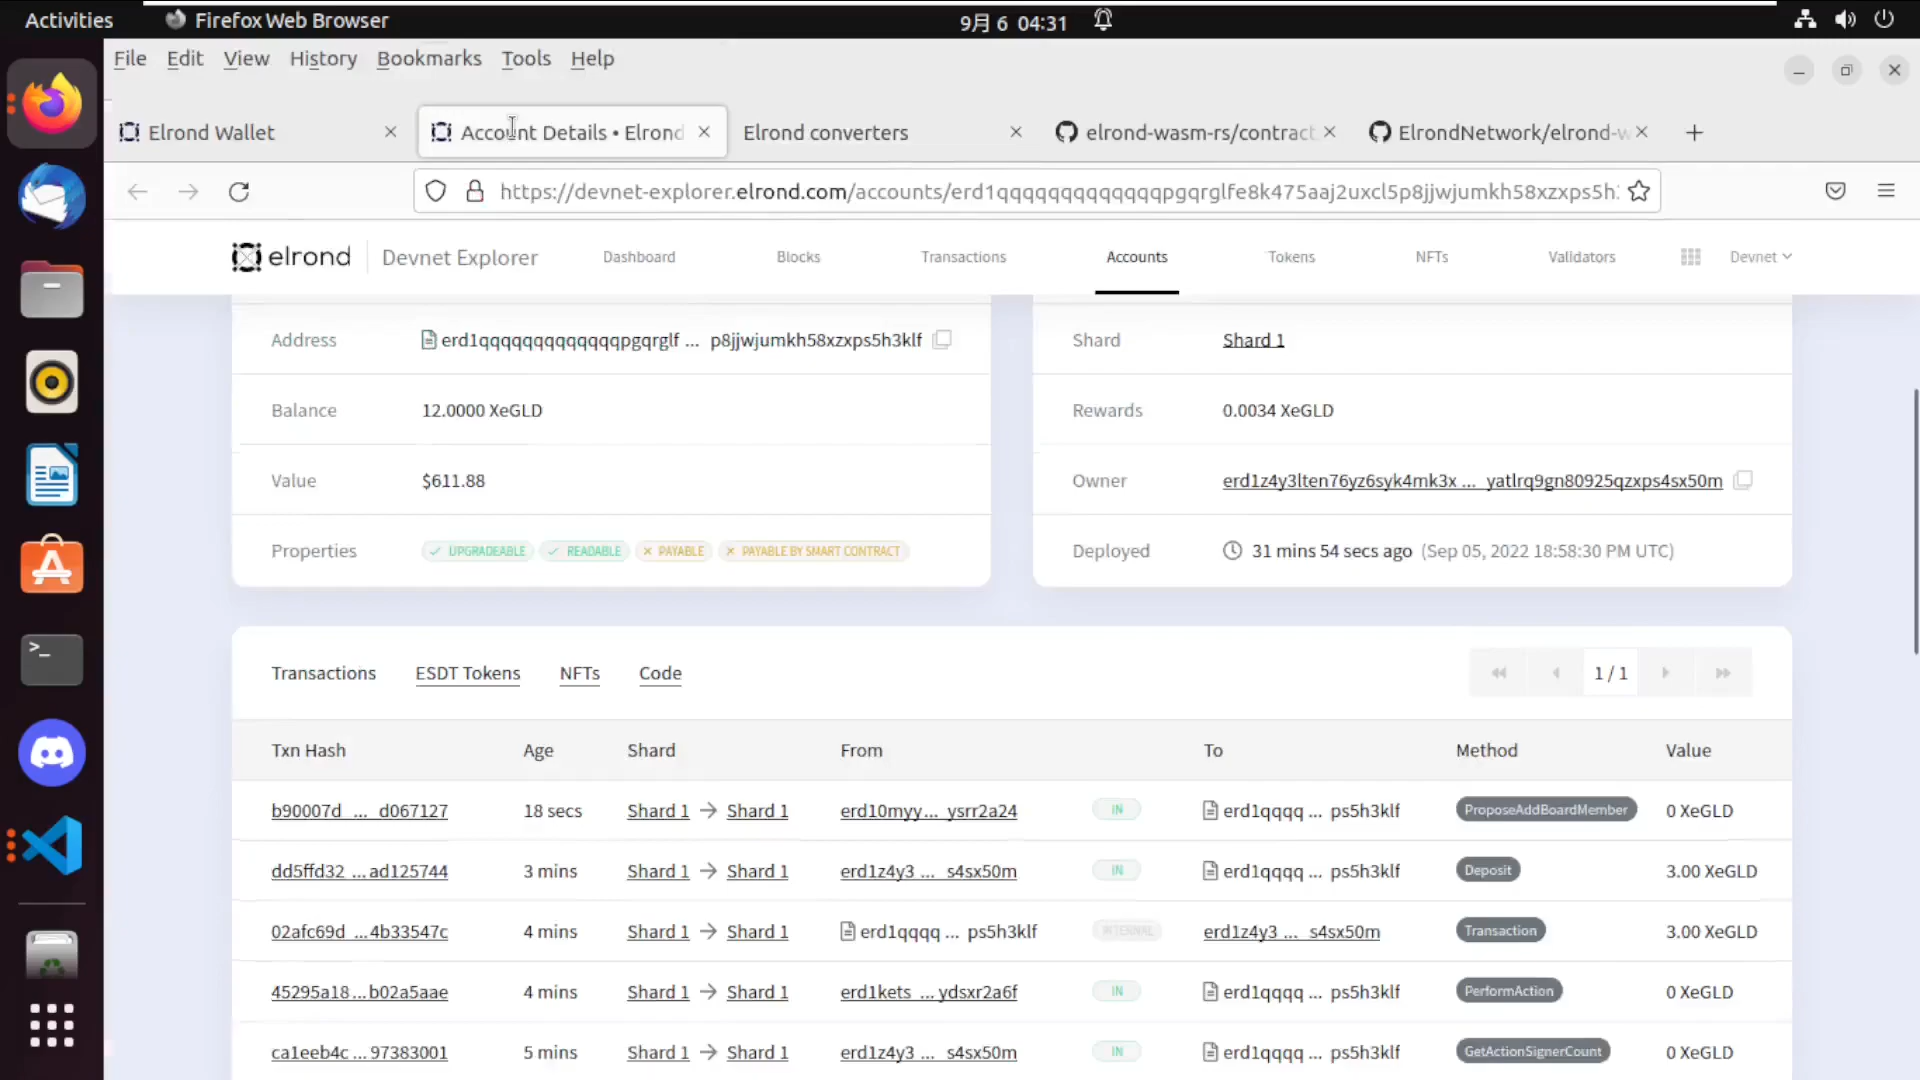 Activities
Firefox Web Browser
9月 6 04:31
File Edit View History Bookmarks Tools Help
Elrond Wallet
Account Details • Elrond
Elrond converters
elrond-wasm-rs/contract
ElrondNetwork/elrond-w
https://devnet-explorer.elrond.com/accounts/erd1qqqqqqqqqqqqqpgqrglfe8k475aaj2uxcl5p8jjwjumkh58xzxps5h
elrond Devnet Explorer Dashboard Blocks Transactions Accounts Tokens NFTs Validators Devnet
Address erd1qqqqqqqqqqqqqpgqrglf ... p8jjwjumkh58xzxps5h3klf
Shard Shard 1
Balance 12.0000 XeGLD
Rewards 0.0034 XeGLD
Value $611.88
Owner erd1z4y3lten76yz6syk4mk3x ... yatlrq9gn80925qzxps4sx50m
Properties UPGRADEABLE READABLE PAYABLE PAYABLE BY SMART CONTRACT
Deployed 31 mins 54 secs ago (Sep 05, 2022 18:58:30 PM UTC)
Transactions ESDT Tokens NFTs Code 1 / 1
Txn Hash Age Shard From To Method Value
b90007d ... d067127 18 secs Shard 1 → Shard 1 erd10myy... ysrr2a24 IN erd1qqqq ... ps5h3klf ProposeAddBoardMember 0 XeGLD
dd5ffd32 ...ad125744 3 mins Shard 1 → Shard 1 erd1z4y3 ... s4sx50m IN erd1qqqq ... ps5h3klf Deposit 3.00 XeGLD
02afc69d ...4b33547c 4 mins Shard 1 → Shard 1 erd1qqqq ... ps5h3klf INTERNAL erd1z4y3 ... s4sx50m Transaction 3.00 XeGLD
45295a18...b02a5aae 4 mins Shard 1 → Shard 1 erd1kets ...ydsxr2a6f IN erd1qqqq ... ps5h3klf PerformAction 0 XeGLD
ca1eeb4c ... 97383001 5 mins Shard 1 → Shard 1 erd1z4y3 ... s4sx50m IN erd1qqqq ... ps5h3klf GetActionSignerCount 0 XeGLD